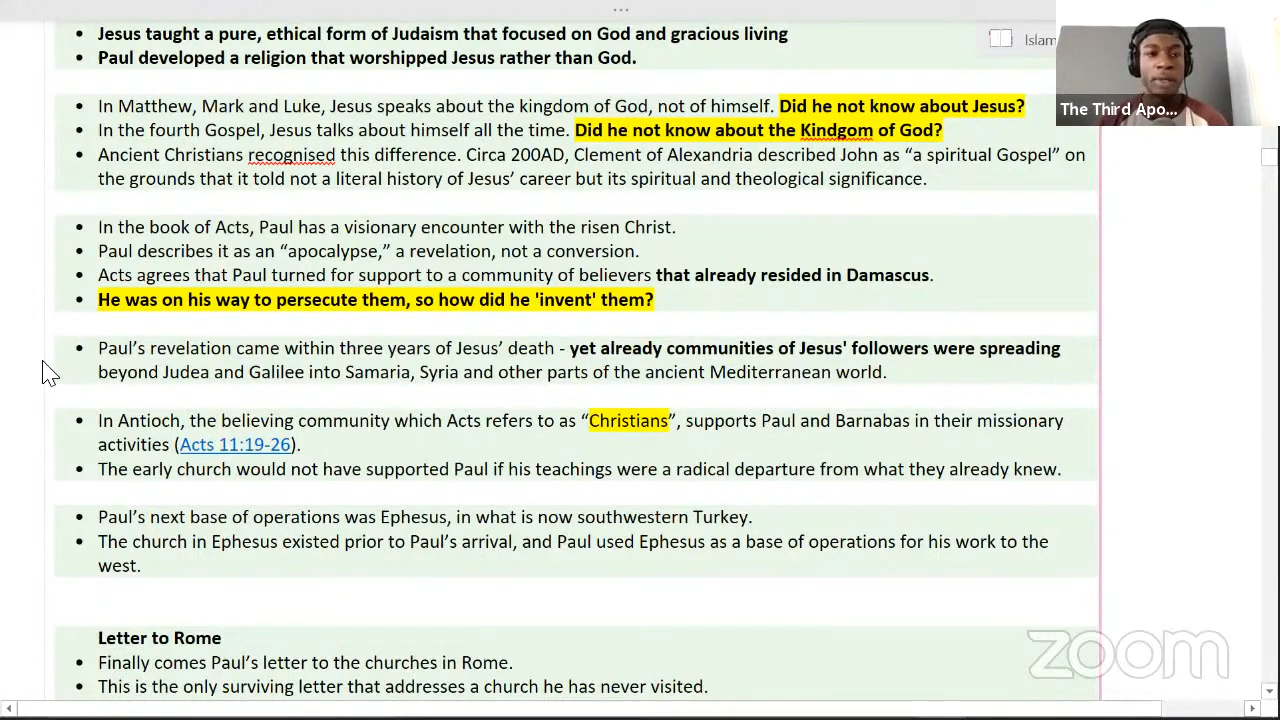 Jesus taught a pure, ethical form of Judaism that focused on God and gracious living
Paul developed a religion that worshipped Jesus rather than God.
Islam
The Third Apo...
In Matthew, Mark and Luke, Jesus speaks about the kingdom of God, not of himself. Did he not know about Jesus?
In the fourth Gospel, Jesus talks about himself all the time. Did he not know about the Kindgom of God?
Ancient Christians recognised this difference. Circa 200AD, Clement of Alexandria described John as “a spiritual Gospel” on
the grounds that it told not a literal history of Jesus’ career but its spiritual and theological significance.
In the book of Acts, Paul has a visionary encounter with the risen Christ.
Paul describes it as an “apocalypse,” a revelation, not a conversion.
Acts agrees that Paul turned for support to a community of believers that already resided in Damascus.
He was on his way to persecute them, so how did he 'invent' them?
Paul’s revelation came within three years of Jesus’ death - yet already communities of Jesus' followers were spreading
beyond Judea and Galilee into Samaria, Syria and other parts of the ancient Mediterranean world.
In Antioch, the believing community which Acts refers to as “Christians”, supports Paul and Barnabas in their missionary
activities (Acts 11:19-26).
The early church would not have supported Paul if his teachings were a radical departure from what they already knew.
Paul’s next base of operations was Ephesus, in what is now southwestern Turkey.
The church in Ephesus existed prior to Paul’s arrival, and Paul used Ephesus as a base of operations for his work to the
west.
Letter to Rome
Finally comes Paul’s letter to the churches in Rome.
This is the only surviving letter that addresses a church he has never visited.
zoom